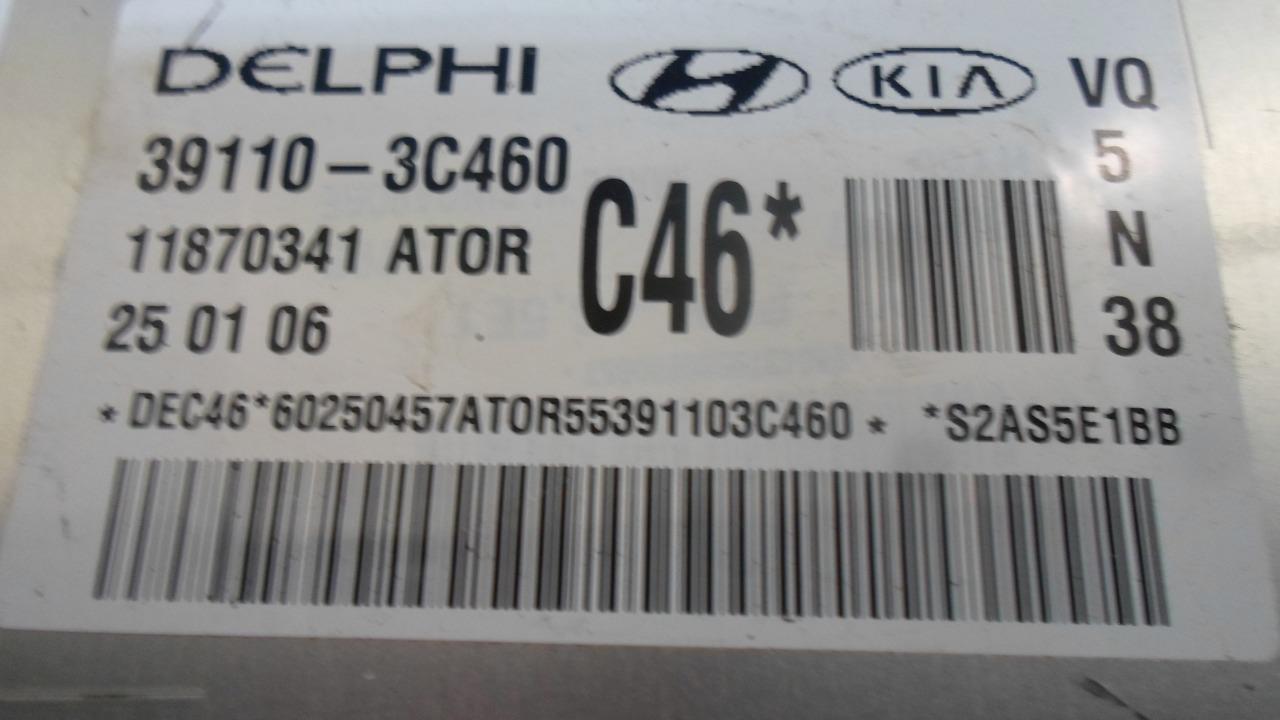 DELPHI KIA VQ
39110-3C460 5
C46*
11870341 ATOR N
25 01 06 38
*DEC46*60250457ATOR55391103C460* *S2AS5E1BB